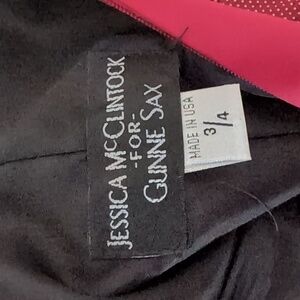 JESSICA McCLINTOCK
-FOR-
GUNNE SAX
MADE IN USA
3/4